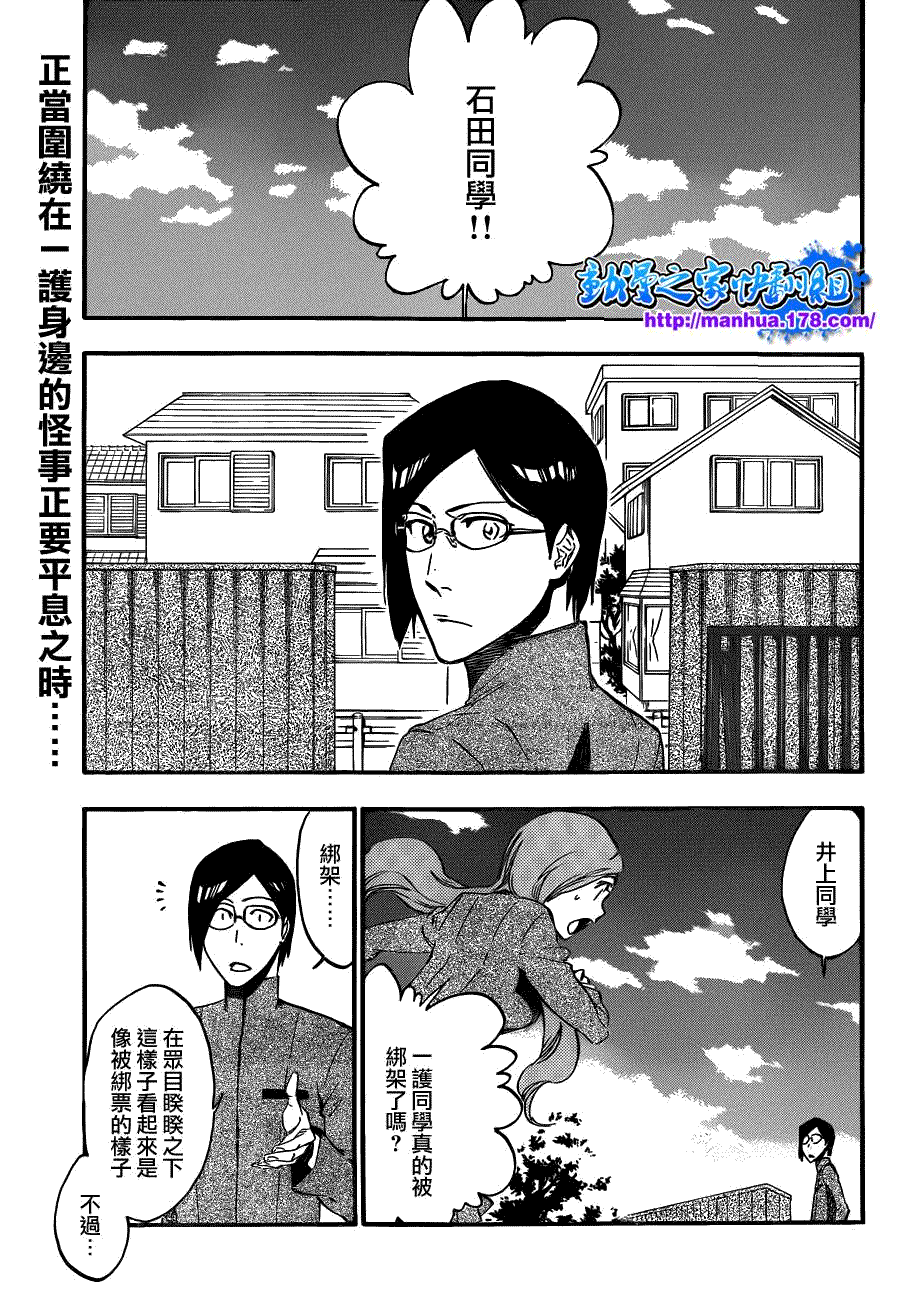 正當圍繞在一護身邊的怪事正要平息之時……
石田同學!!
動漫之家汉翻組
http://manhua.178.com/
井上同學
一護同學真的被
綁架了嗎?
綁架……
在眾目睽睽之下
這樣子看起來是
像被綁票的樣子
不過…